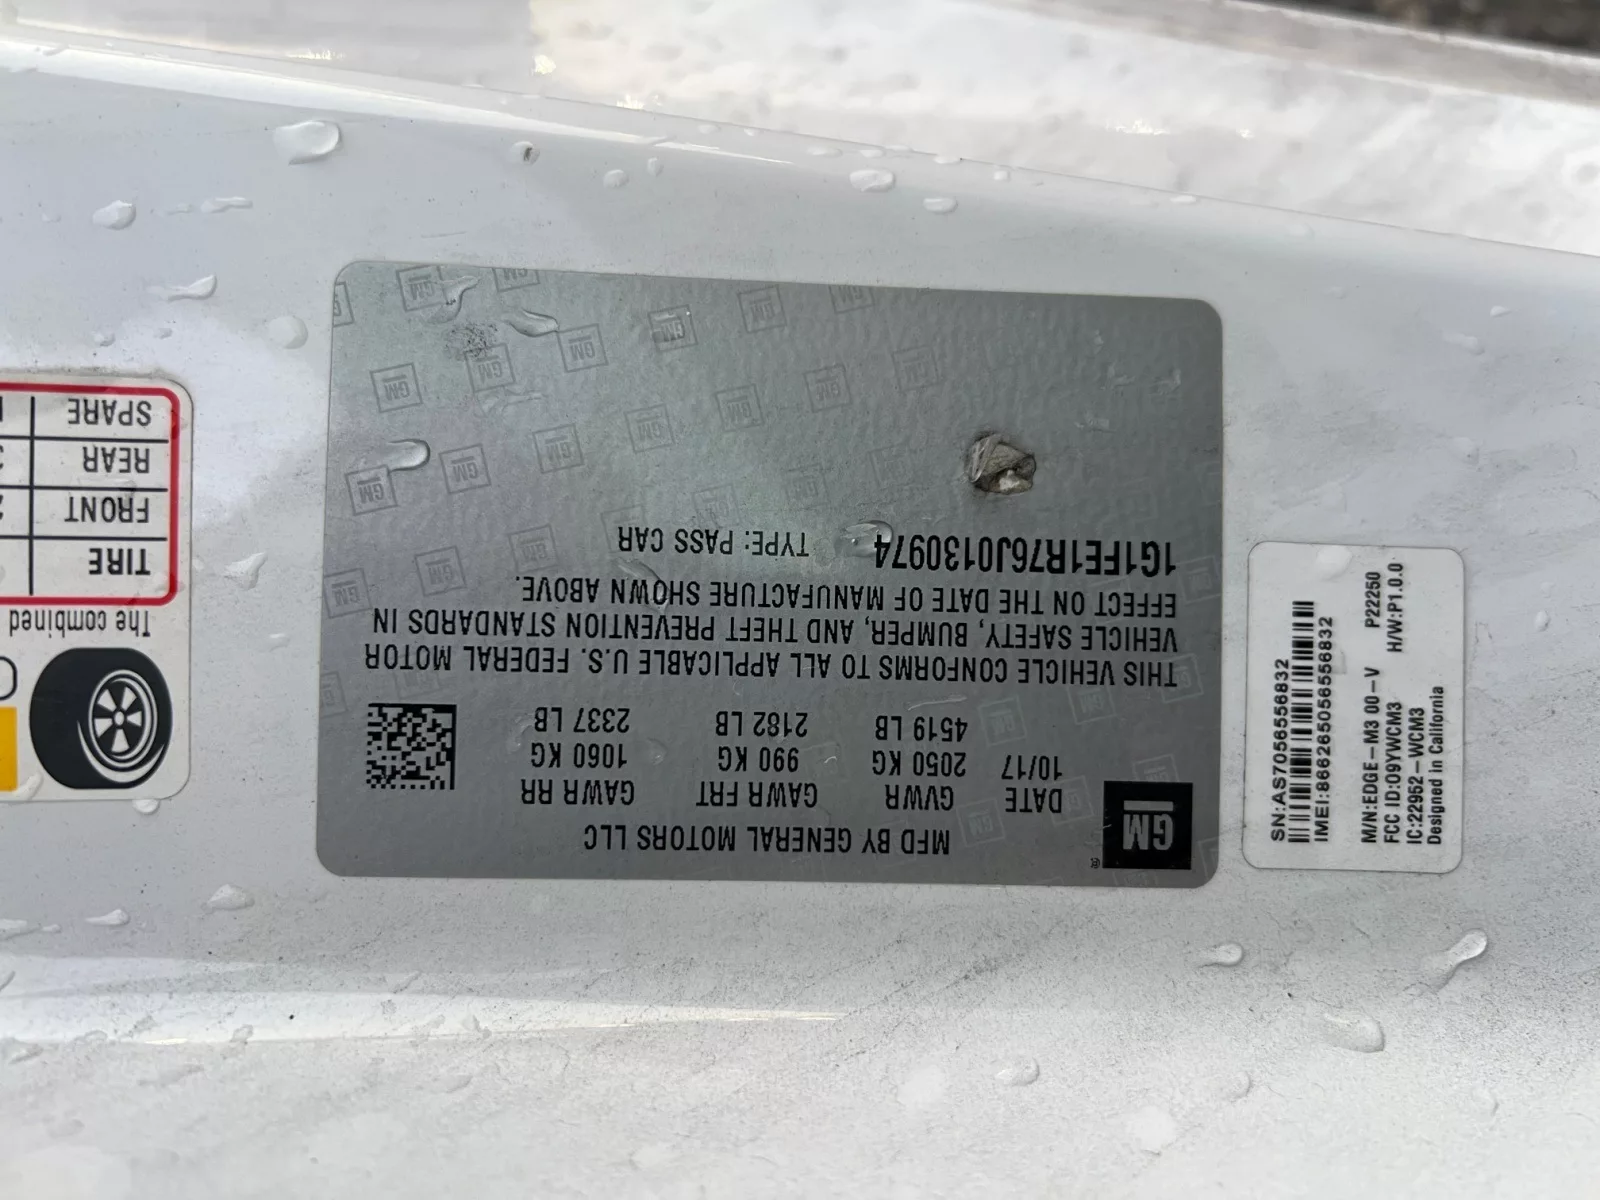 MFD BY GENERAL MOTORS LLC
GM
®
DATE GVWR GAWR FRT GAWR RR
10/17 2050 KG 990 KG 1060 KG
4519 LB 2182 LB 2337 LB
THIS VEHICLE CONFORMS TO ALL APPLICABLE U.S. FEDERAL MOTOR
VEHICLE SAFETY, BUMPER, AND THEFT PREVENTION STANDARDS IN
EFFECT ON THE DATE OF MANUFACTURE SHOWN ABOVE.
1G1FE1R76J0130974 TYPE: PASS CAR
The combined
TIRE
FRONT
REAR
SPARE
SN:AS7056556832
IMEI:866265056556832
M/N:EDGE-M3 00-V P22250
FCC ID:O9YWCM3 H/W:P1.0.0
IC:22952-WCM3
Designed in California